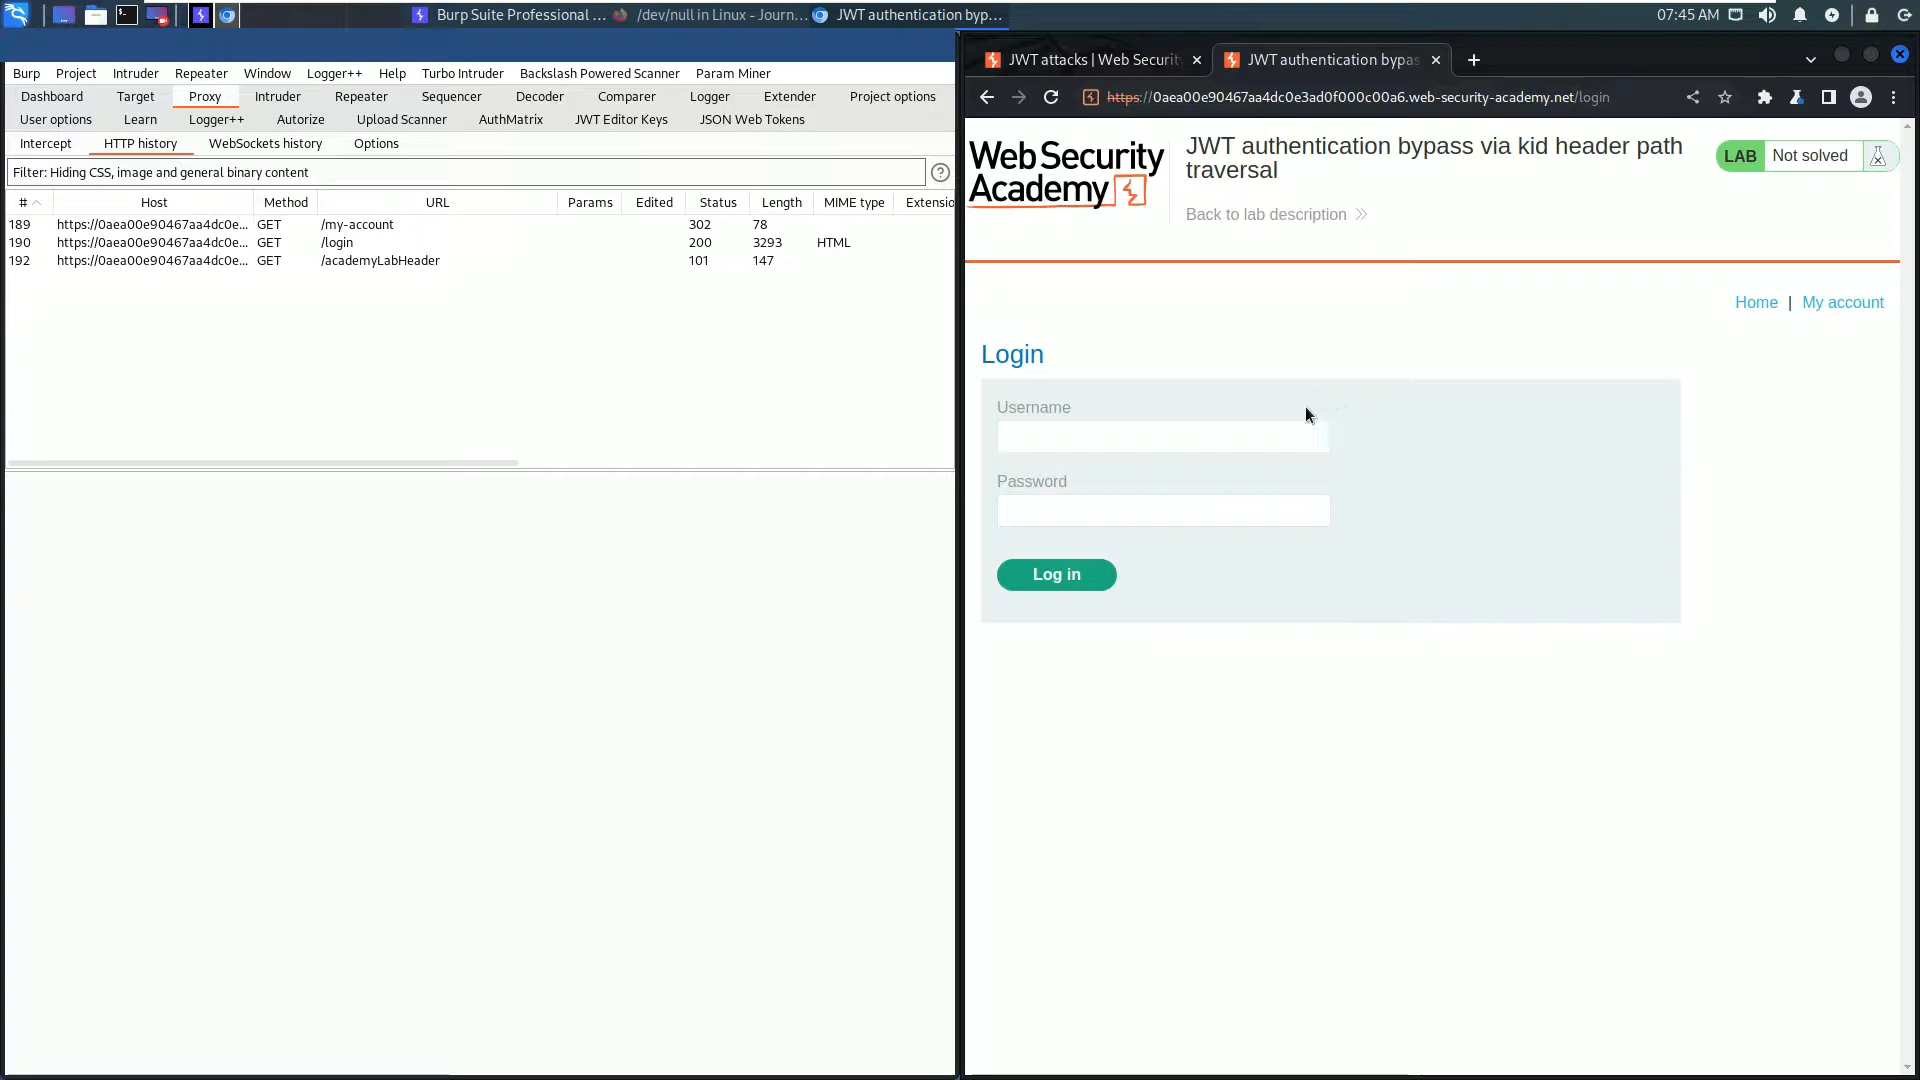 Burp Suite Professional ... /dev/null in Linux - Journ... JWT authentication byp... 07:45 AM
Burp Project Intruder Repeater Window Logger++ Help Turbo Intruder Backslash Powered Scanner Param Miner
Dashboard Target Proxy Intruder Repeater Sequencer Decoder Comparer Logger Extender Project options
User options Learn Logger++ Autorize Upload Scanner AuthMatrix JWT Editor Keys JSON Web Tokens
Intercept HTTP history WebSockets history Options
Filter: Hiding CSS, image and general binary content ?
# Host Method URL Params Edited Status Length MIME type Extensio
189 https://0aea00e90467aa4dc0e... GET /my-account 302 78
190 https://0aea00e90467aa4dc0e... GET /login 200 3293 HTML
192 https://0aea00e90467aa4dc0e... GET /academyLabHeader 101 147
JWT attacks | Web Securit JWT authentication bypas
https://0aea00e90467aa4dc0e3ad0f000c00a6.web-security-academy.net/login
WebSecurity
Academy
JWT authentication bypass via kid header path
traversal
Back to lab description
LAB Not solved
Home | My account
Login
Username
Password
Log in